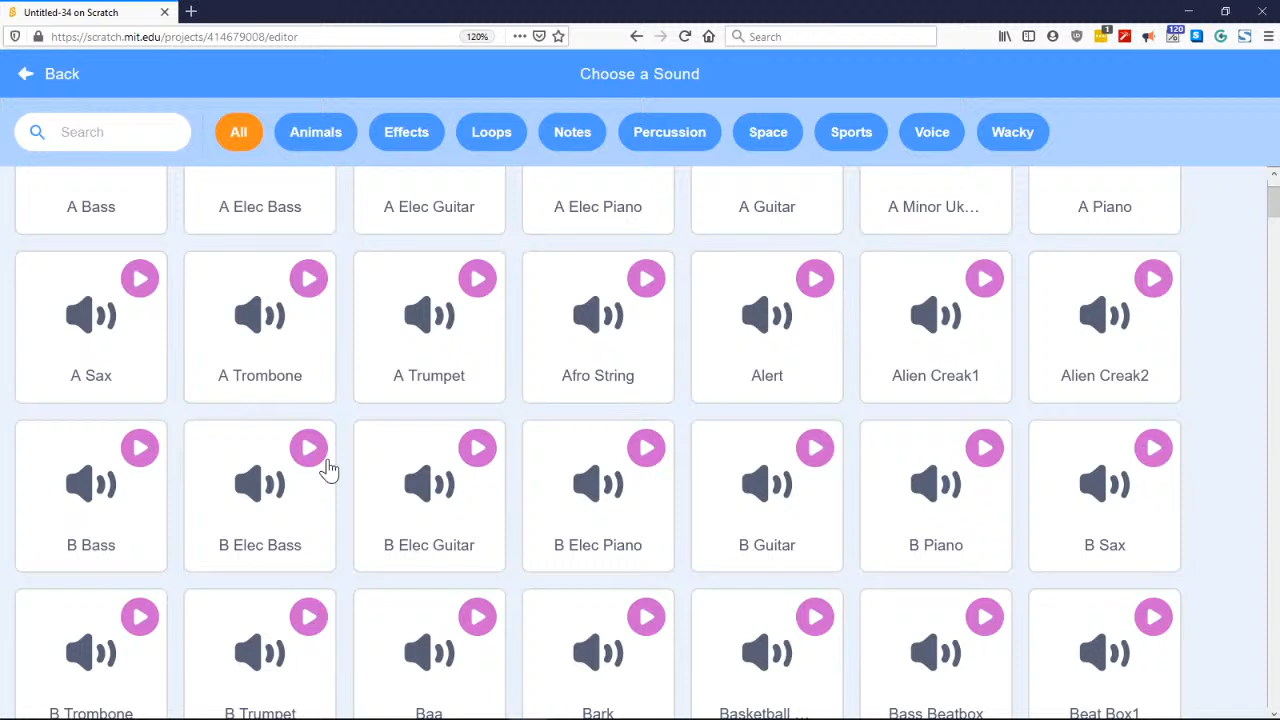 Untitled-34 on Scratch
https://scratch.mit.edu/projects/414679008/editor
120%
Search
1
120
Back
Choose a Sound
Search
All
Animals
Effects
Loops
Notes
Percussion
Space
Sports
Voice
Wacky
A Bass
A Elec Bass
A Elec Guitar
A Elec Piano
A Guitar
A Minor Uk...
A Piano
A Sax
A Trombone
A Trumpet
Afro String
Alert
Alien Creak1
Alien Creak2
B Bass
B Elec Bass
B Elec Guitar
B Elec Piano
B Guitar
B Piano
B Sax
B Trombone
B Trumpet
Baa
Bark
Basketball ...
Bass Beatbox
Beat Box1